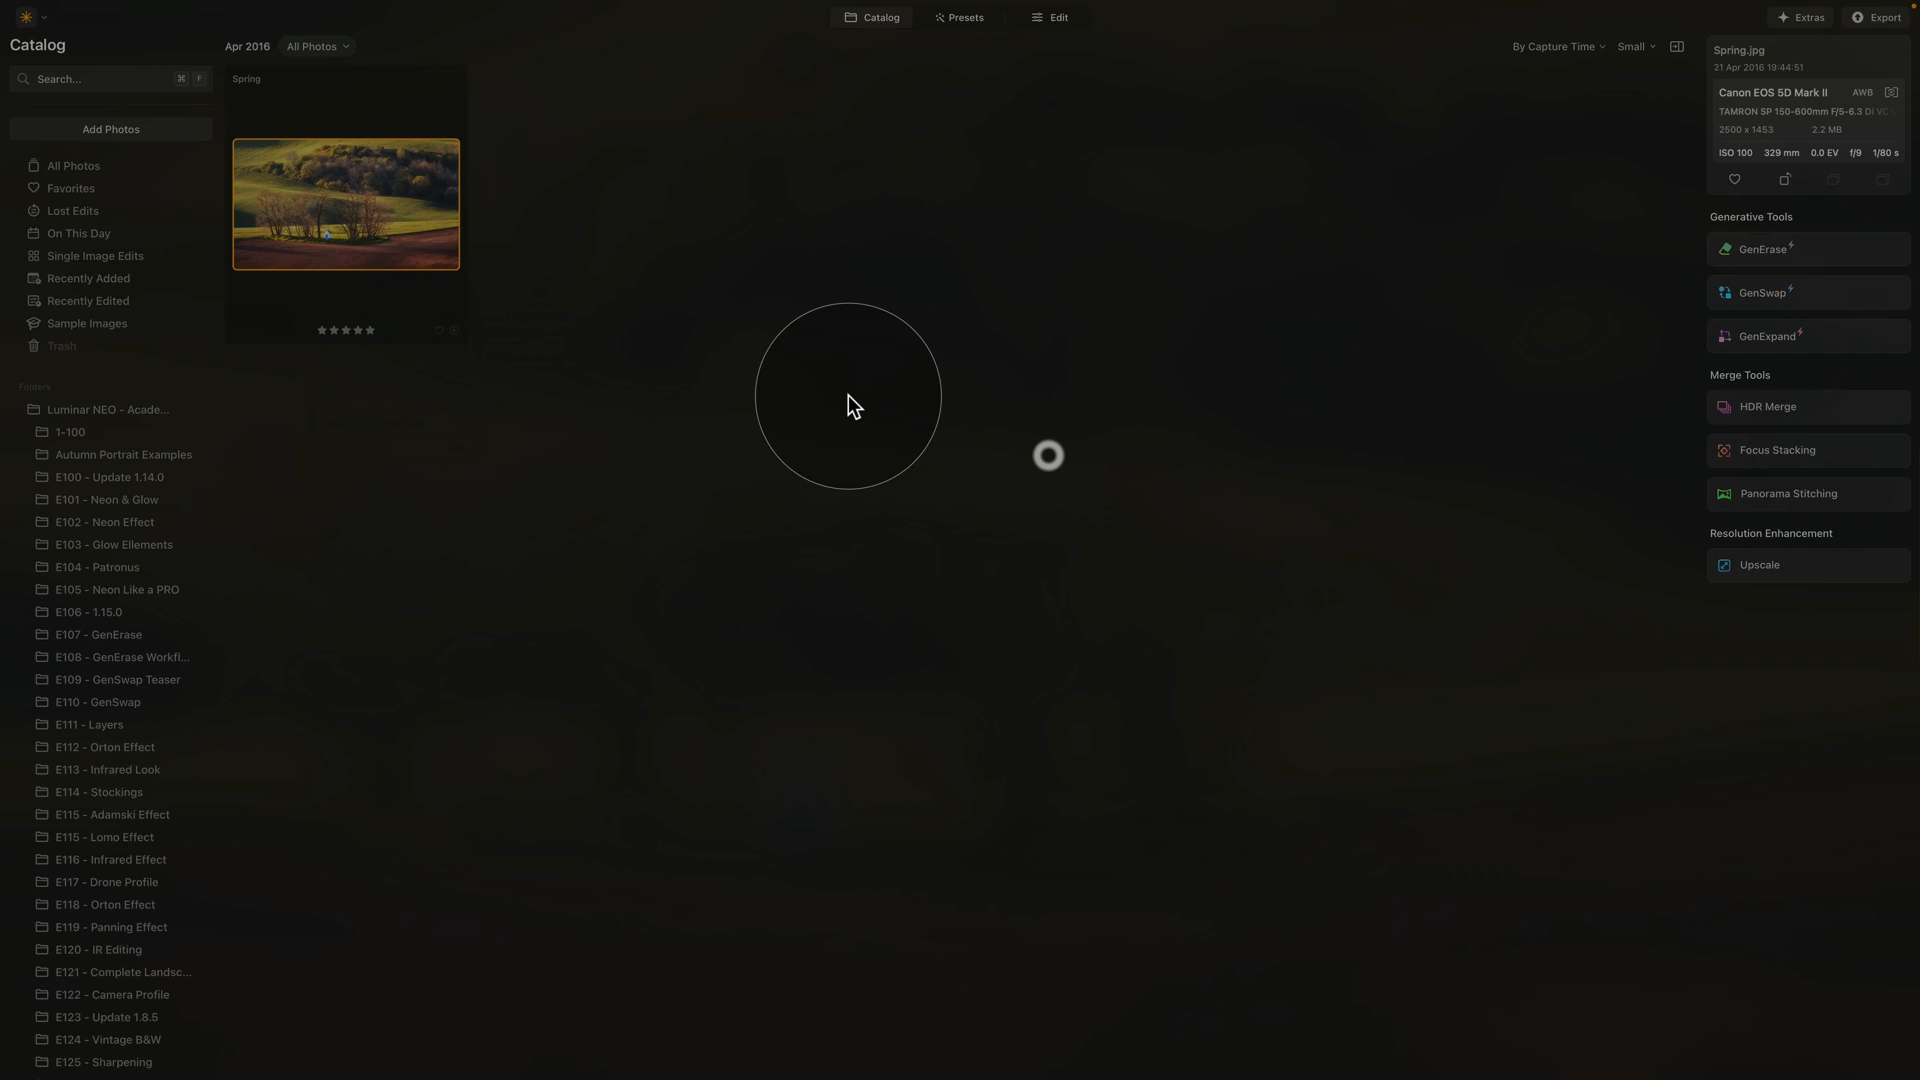 Catalog
Presets
Edit
Extras
Export
Catalog
Apr 2016
All Photos
By Capture Time
Small
Search...
⌘ F
Add Photos
All Photos
Favorites
Lost Edits
On This Day
Single Image Edits
Recently Added
Recently Edited
Sample Images
Trash
Folders
Luminar NEO - Acade...
1-100
Autumn Portrait Examples
E100 - Update 1.14.0
E101 - Neon & Glow
E102 - Neon Effect
E103 - Glow Ellements
E104 - Patronus
E105 - Neon Like a PRO
E106 - 1.15.0
E107 - GenErase
E108 - GenErase Workfl...
E109 - GenSwap Teaser
E110 - GenSwap
E111 - Layers
E112 - Orton Effect
E113 - Infrared Look
E114 - Stockings
E115 - Adamski Effect
E115 - Lomo Effect
E116 - Infrared Effect
E117 - Drone Profile
E118 - Orton Effect
E119 - Panning Effect
E120 - IR Editing
E121 - Complete Landsc...
E122 - Camera Profile
E123 - Update 1.8.5
E124 - Vintage B&W
E125 - Sharpening
Spring
Spring.jpg
21 Apr 2016 19:44:51
Canon EOS 5D Mark II AWB
TAMRON SP 150-600mm F/5-6.3 Di VC
2500 x 1453 2.2 MB
ISO 100 329 mm 0.0 EV f/9 1/80 s
Generative Tools
GenErase
GenSwap
GenExpand
Merge Tools
HDR Merge
Focus Stacking
Panorama Stitching
Resolution Enhancement
Upscale